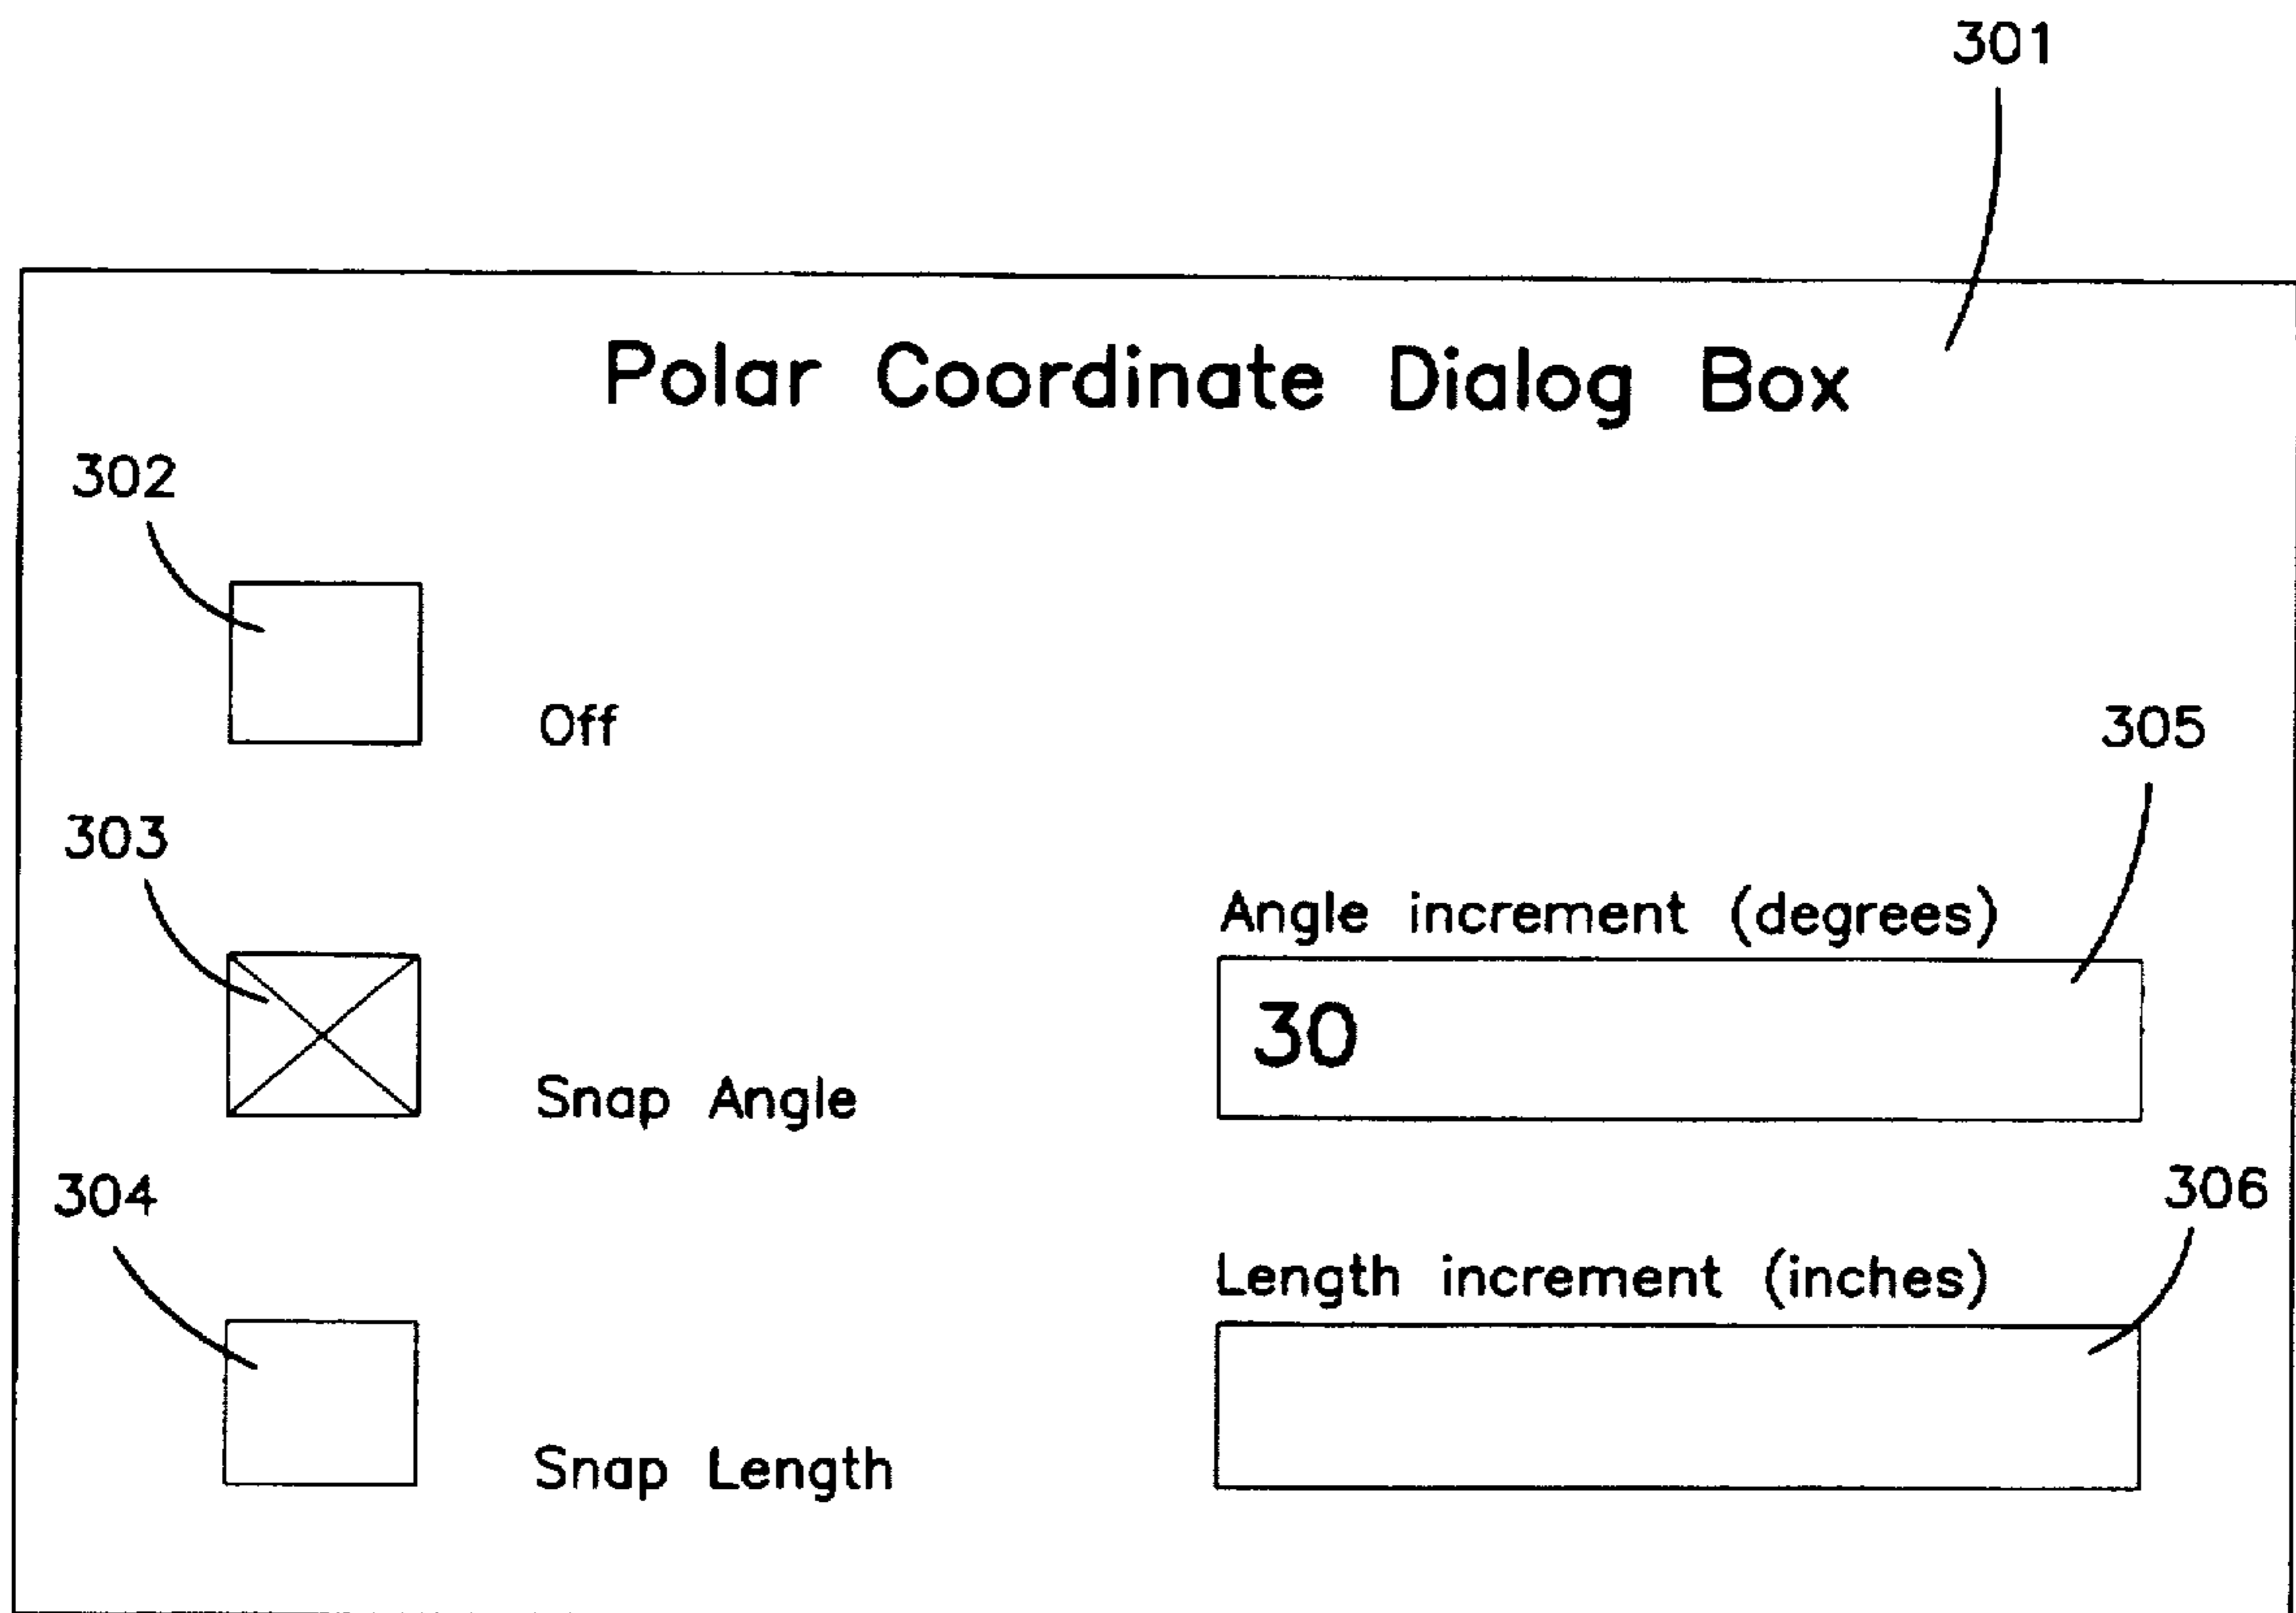 301
Polar Coordinate Dialog Box
302
Off
305
303
Angle increment (degrees)
30
Snap Angle
304
306
Length increment (inches)
Snap Length